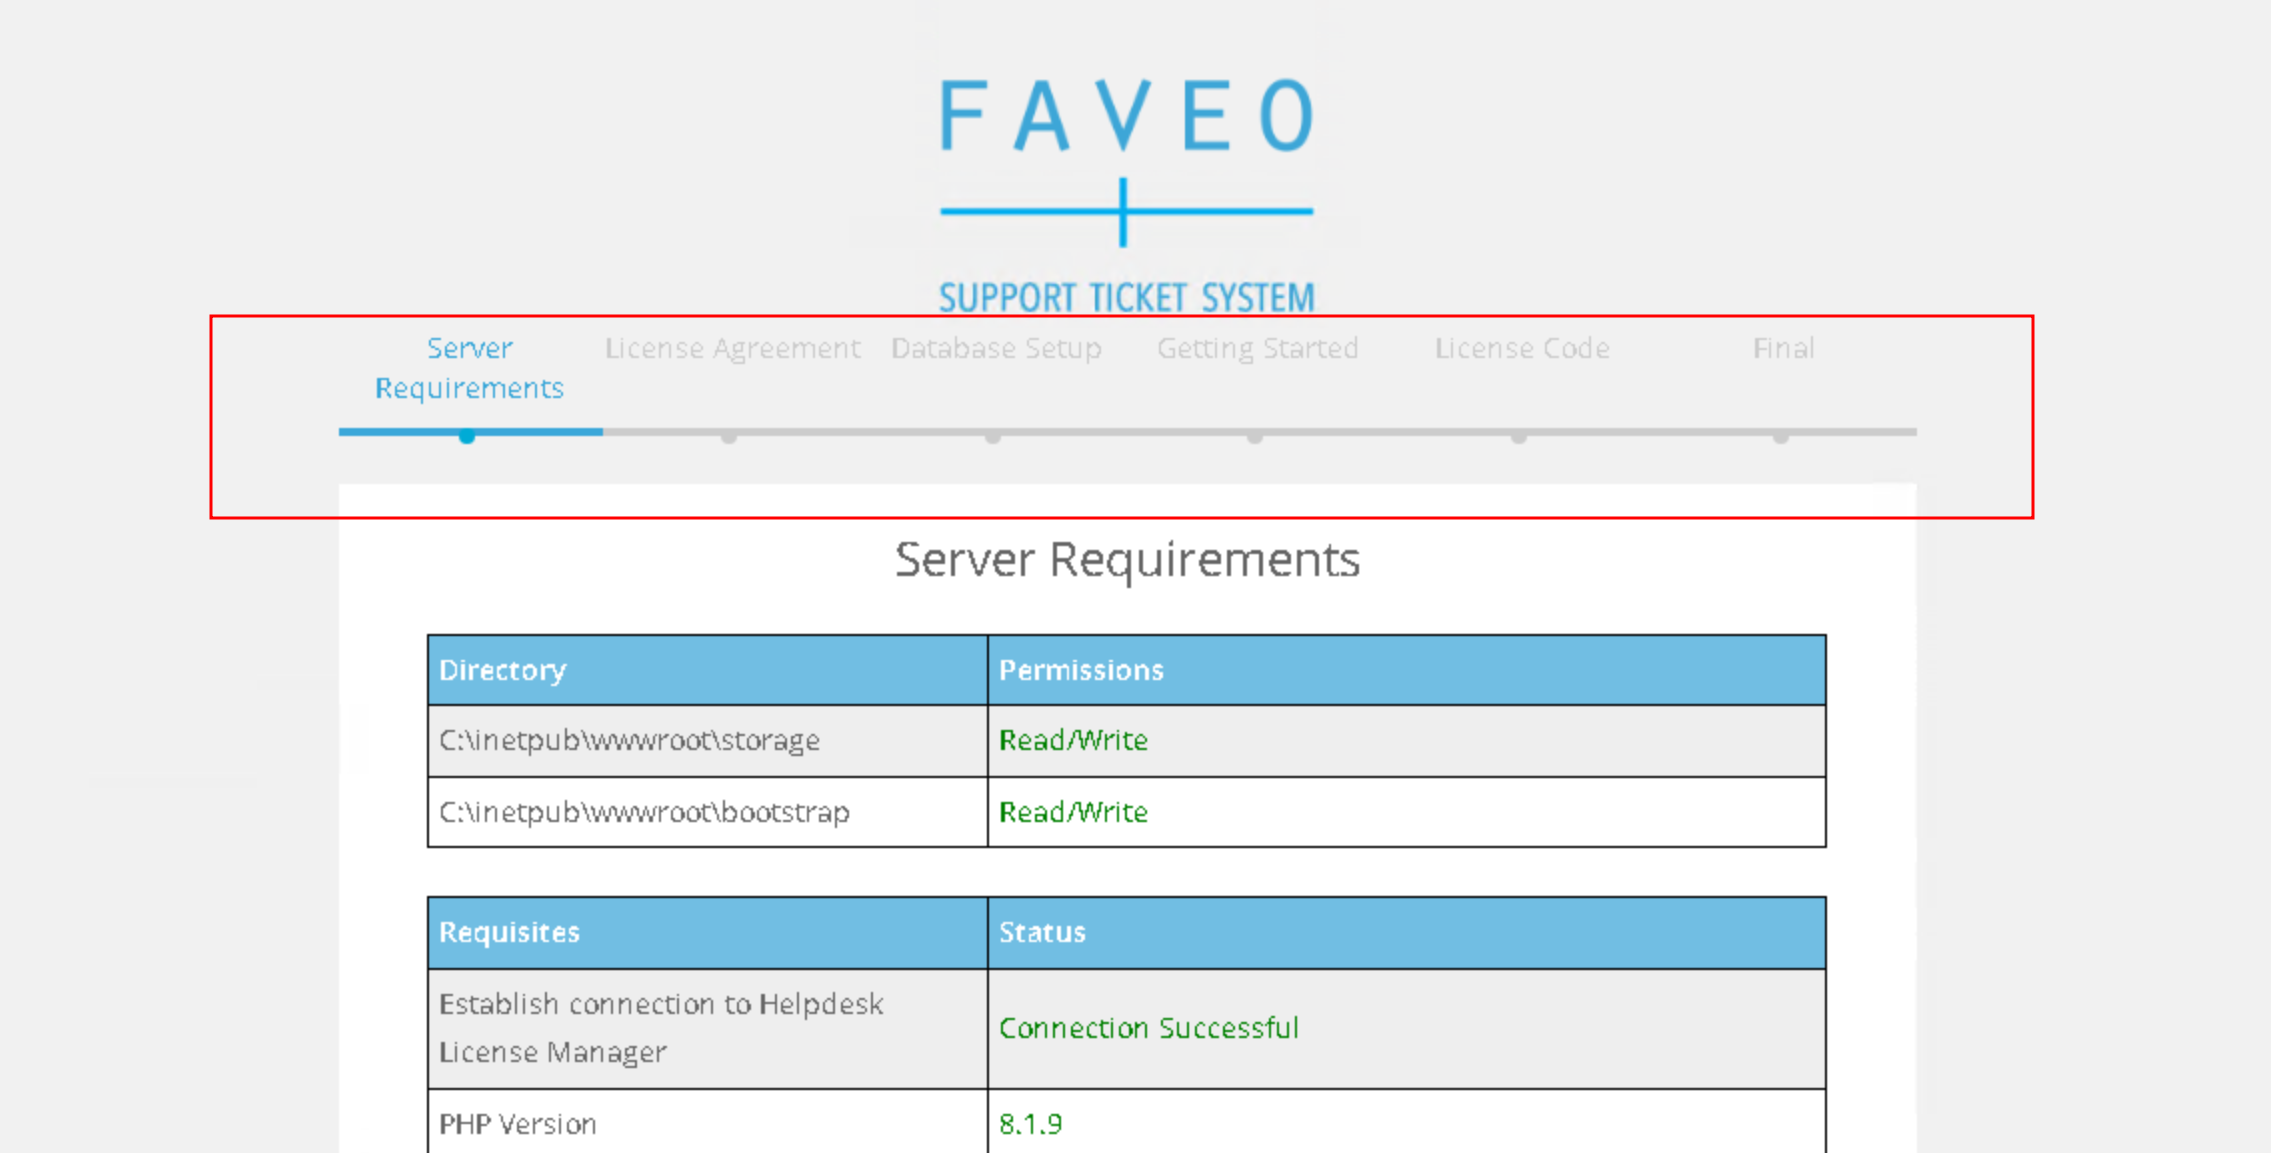 FAVEO
SUPPORT TICKET SYSTEM
Server Requirements
License Agreement
Database Setup
Getting Started
License Code
Final
Server Requirements
Directory Permissions
C:\inetpub\wwwroot\storage Read/Write
C:\inetpub\wwwroot\bootstrap Read/Write
Requisites Status
Establish connection to Helpdesk
License Manager
Connection Successful
PHP Version 8.1.9